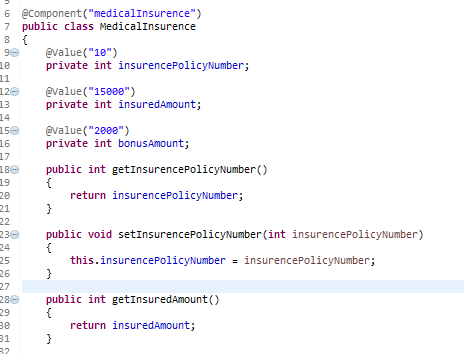 5
6 @Component("medicalInsurence")
7 public class MedicalInsurence
8 {
9 @Value("10")
10 private int insurencePolicyNumber;
11
12 @Value("15000")
13 private int insuredAmount;
14
15 @Value("2000")
16 private int bonusAmount;
17
18 public int getInsurencePolicyNumber()
19 {
20 return insurencePolicyNumber;
21 }
22
23 public void setInsurencePolicyNumber(int insurencePolicyNumber)
24 {
25 this.insurencePolicyNumber = insurencePolicyNumber;
26 }
27
28 public int getInsuredAmount()
29 {
30 return insuredAmount;
31 }
32